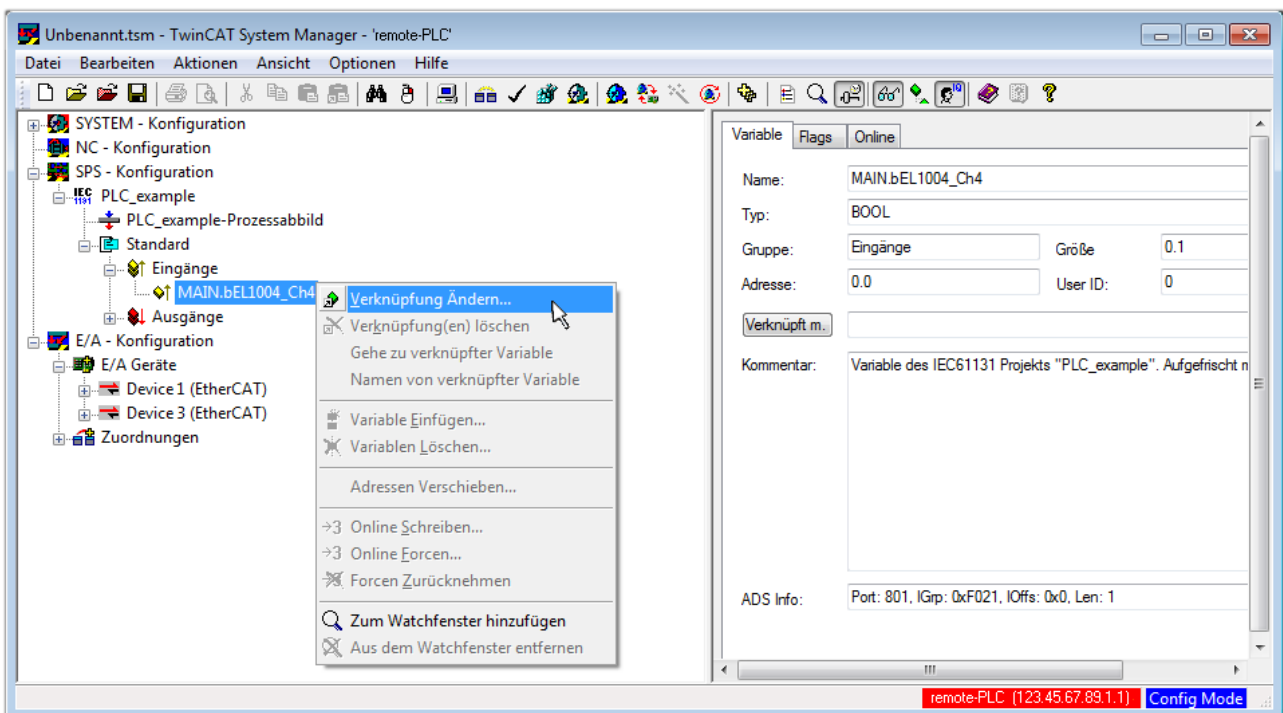 Unbenannt.tsm - TwinCAT System Manager - 'remote-PLC'
Datei Bearbeiten Aktionen Ansicht Optionen Hilfe
SYSTEM - Konfiguration
NC - Konfiguration
SPS - Konfiguration
IEC 1131 PLC_example
PLC_example-Prozessabbild
Standard
Eingänge
MAIN.bEL1004_Ch4
Ausgänge
E/A - Konfiguration
E/A Geräte
Device 1 (EtherCAT)
Device 3 (EtherCAT)
Zuordnungen
Verknüpfung Ändern...
Verknüpfung(en) löschen
Gehe zu verknüpfter Variable
Namen von verknüpfter Variable
Variable Einfügen...
Variablen Löschen...
Adressen Verschieben...
→3 Online Schreiben...
→3 Online Forcen...
Forcen Zurücknehmen
Zum Watchfenster hinzufügen
Aus dem Watchfenster entfernen
Variable Flags Online
Name: MAIN.bEL1004_Ch4
Typ: BOOL
Gruppe: Eingänge Größe 0.1
Adresse: 0.0 User ID: 0
Verknüpft m.
Kommentar: Variable des IEC61131 Projekts "PLC_example". Aufgefrischt
ADS Info: Port: 801, IGrp: 0xF021, IOffs: 0x0, Len: 1
remote-PLC (123.45.67.89.1.1) Config Mode